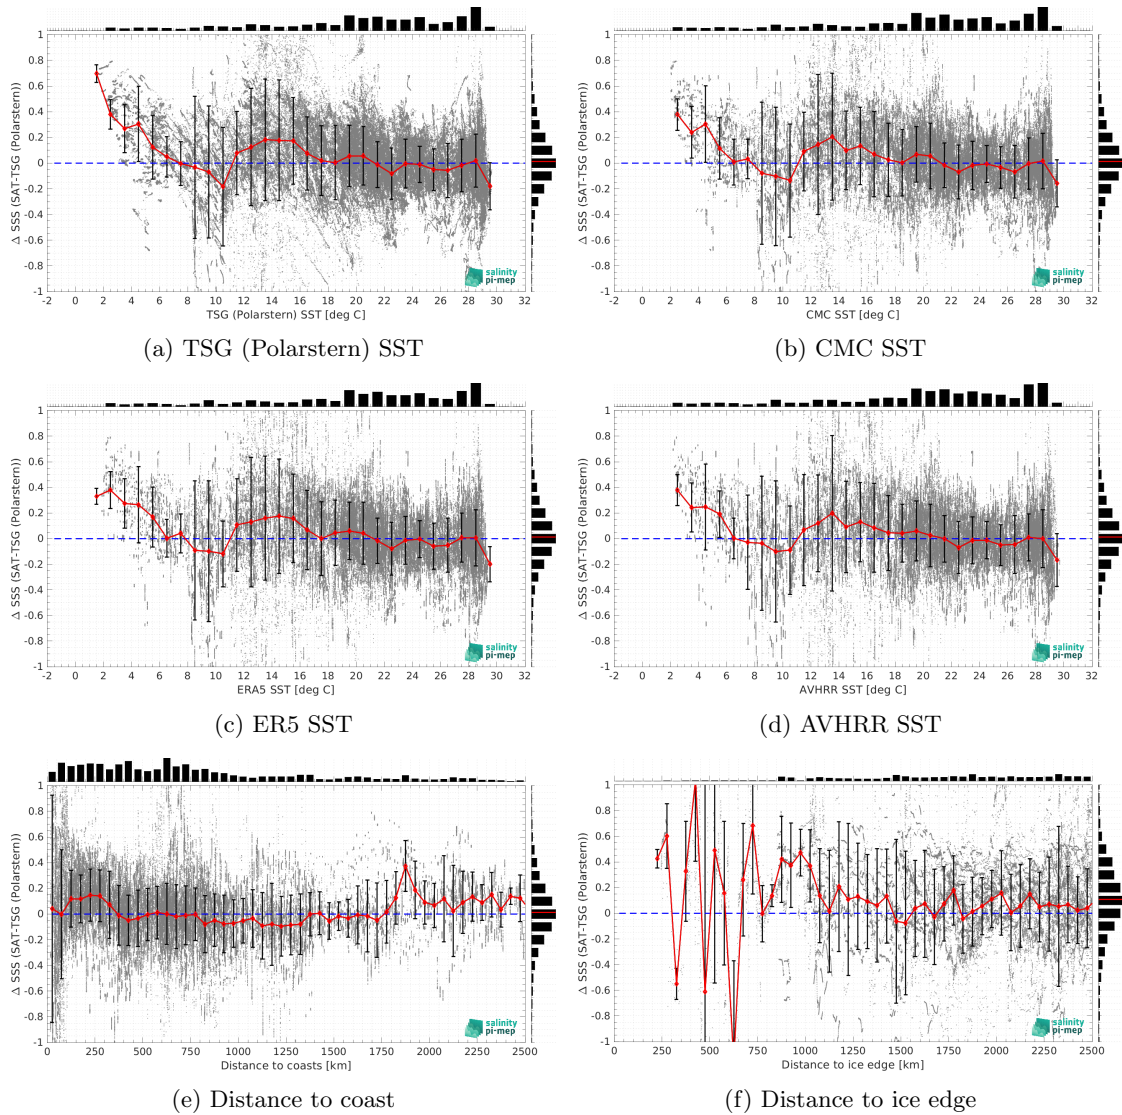 Δ SSS (SAT-TSG (Polarstern))
1
0.8
0.6
0.4
0.2
0
-0.2
-0.4
-0.6
-0.8
-1
salinity
pi-mep
-2 0 2 4 6 8 10 12 14 16 18 20 22 24 26 28 30 32
TSG (Polarstern) SST [deg C]
(a) TSG (Polarstern) SST
Δ SSS (SAT-TSG (Polarstern))
1
0.8
0.6
0.4
0.2
0
-0.2
-0.4
-0.6
-0.8
-1
salinity
pi-mep
-2 0 2 4 6 8 10 12 14 16 18 20 22 24 26 28 30 32
CMC SST [deg C]
(b) CMC SST
Δ SSS (SAT-TSG (Polarstern))
1
0.8
0.6
0.4
0.2
0
-0.2
-0.4
-0.6
-0.8
-1
salinity
pi-mep
-2 0 2 4 6 8 10 12 14 16 18 20 22 24 26 28 30 32
ERA5 SST [deg C]
(c) ER5 SST
Δ SSS (SAT-TSG (Polarstern))
1
0.8
0.6
0.4
0.2
0
-0.2
-0.4
-0.6
-0.8
-1
salinity
pi-mep
-2 0 2 4 6 8 10 12 14 16 18 20 22 24 26 28 30 32
AVHRR SST [deg C]
(d) AVHRR SST
Δ SSS (SAT-TSG (Polarstern))
1
0.8
0.6
0.4
0.2
0
-0.2
-0.4
-0.6
-0.8
-1
salinity
pi-mep
0 250 500 750 1000 1250 1500 1750 2000 2250 2500
Distance to coasts [km]
(e) Distance to coast
Δ SSS (SAT-TSG (Polarstern))
1
0.8
0.6
0.4
0.2
0
-0.2
-0.4
-0.6
-0.8
-1
salinity
pi-mep
0 250 500 750 1000 1250 1500 1750 2000 2250 2500
Distance to ice edge [km]
(f) Distance to ice edge